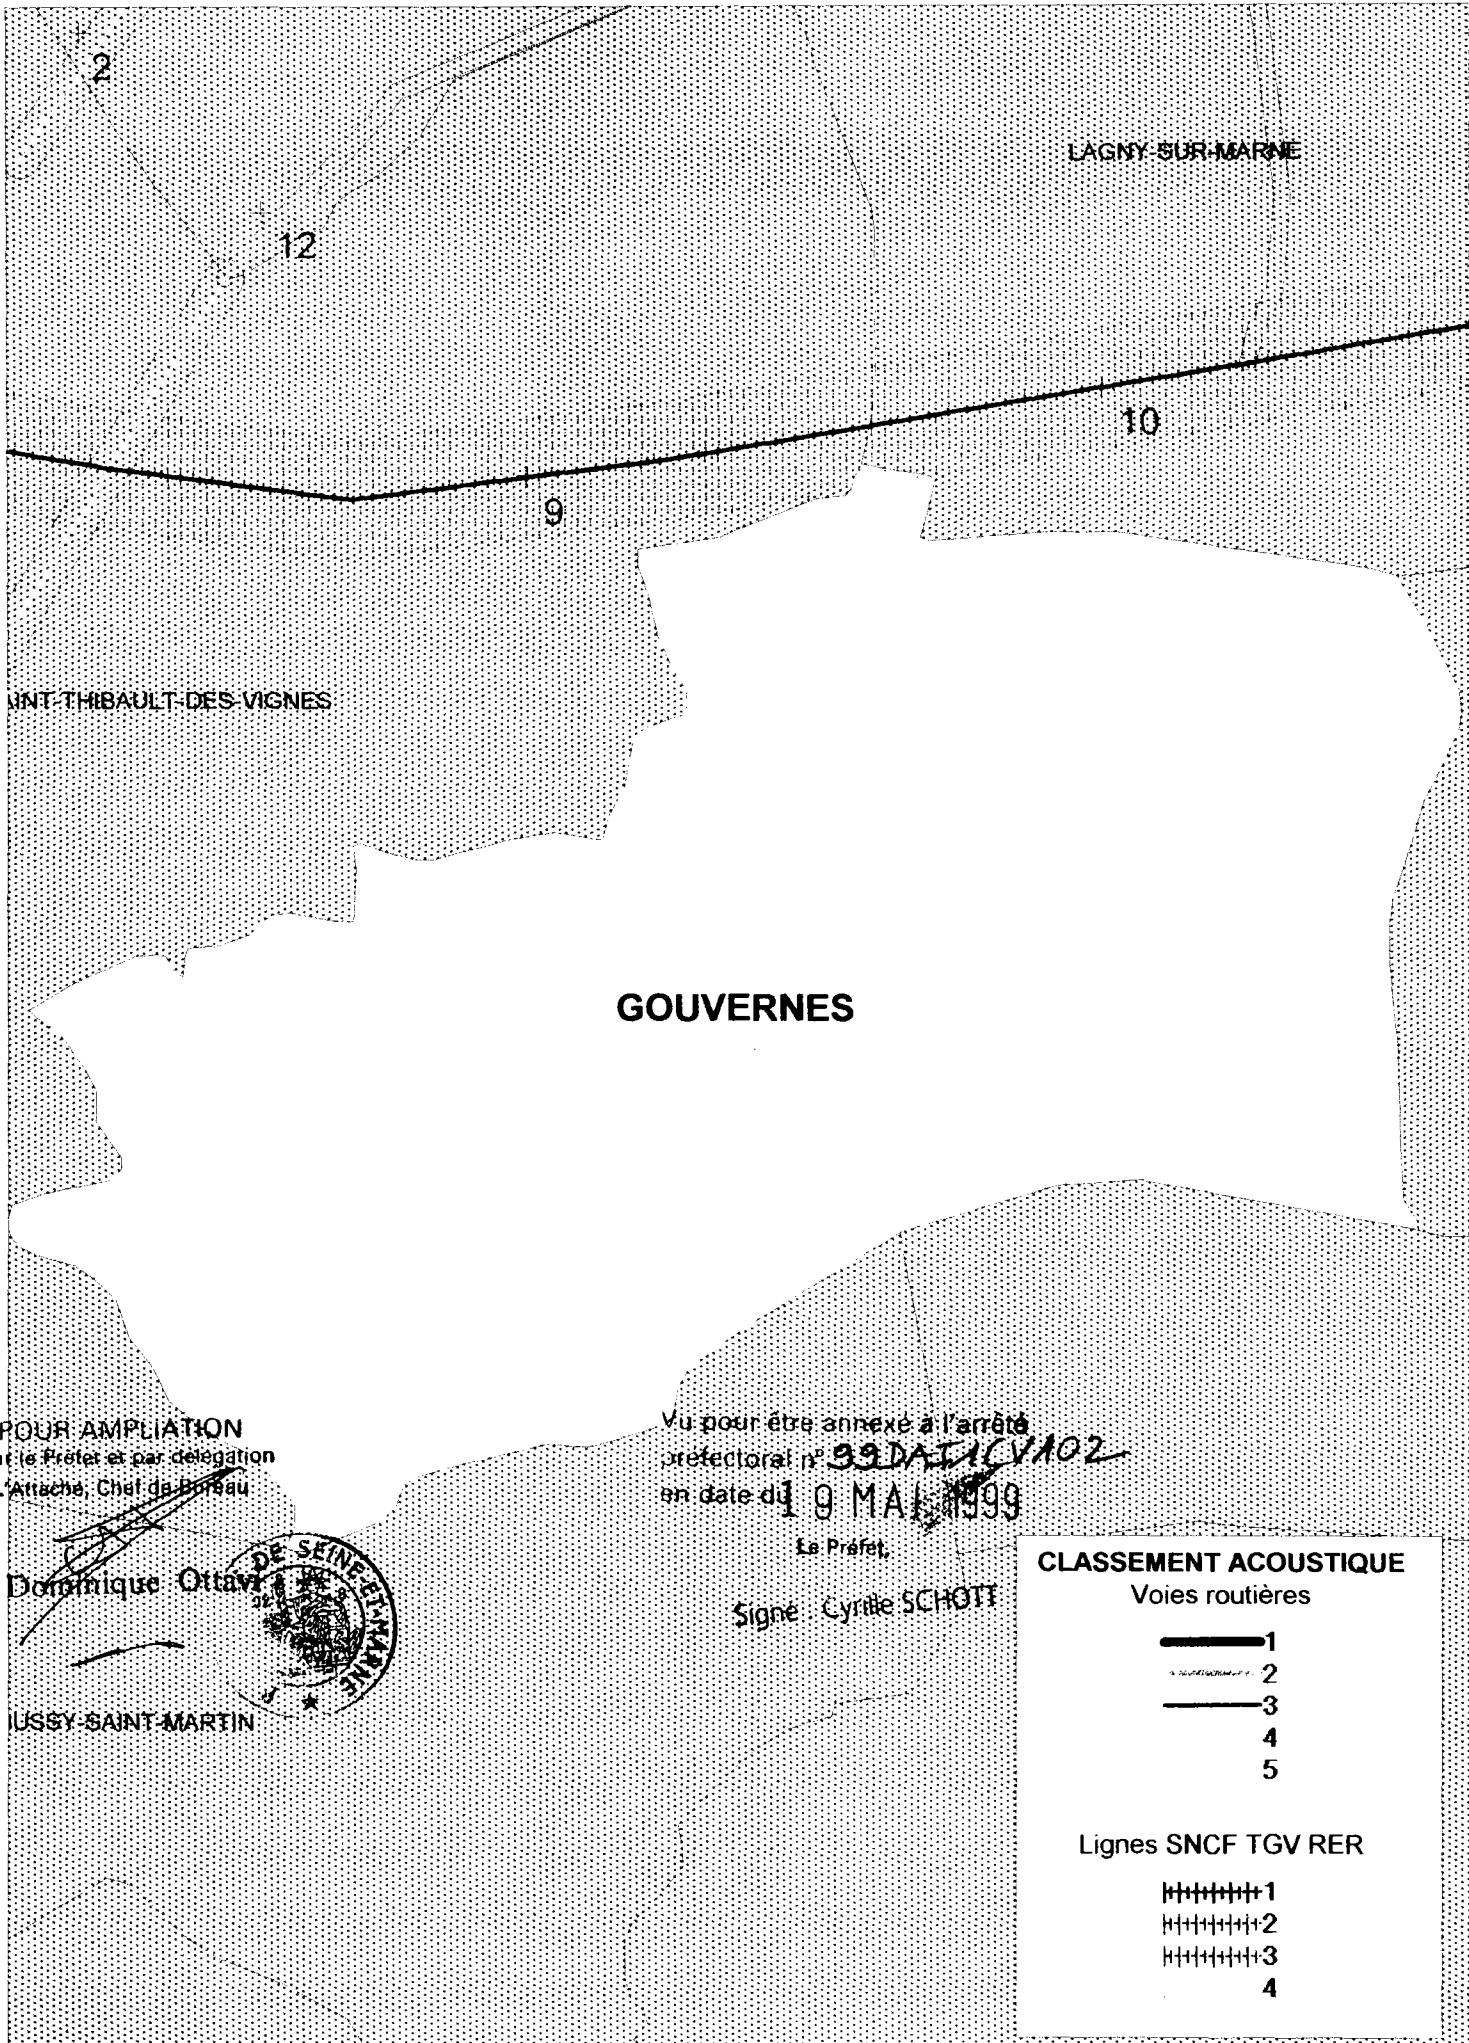 2
LAGNY-SUR-MARNE
12
10
9
AINT-THIBAULT-DES-VIGNES
GOUVERNES
POUR AMPLIATION
r le Préfet et par délégation
L'Attaché, Chef de Bureau
Dominique Ottavi
DE SEINE-ET-MARNE
USSY-SAINT-MARTIN
Vu pour être annexé à l'arrêté
préfectoral n° 99DAI1CV102
en date du 19 MAI 1999
Le Préfet,
Signé : Cyrille SCHOTT
CLASSEMENT ACOUSTIQUE
Voies routières
1
2
3
4
5
Lignes SNCF TGV RER
1
2
3
4